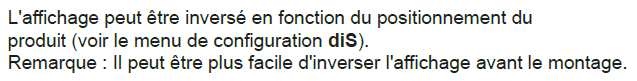 L'affichage peut être inversé en fonction du positionnement du
produit (voir le menu de configuration diS).
Remarque : Il peut être plus facile d'inverser l'affichage avant le montage.